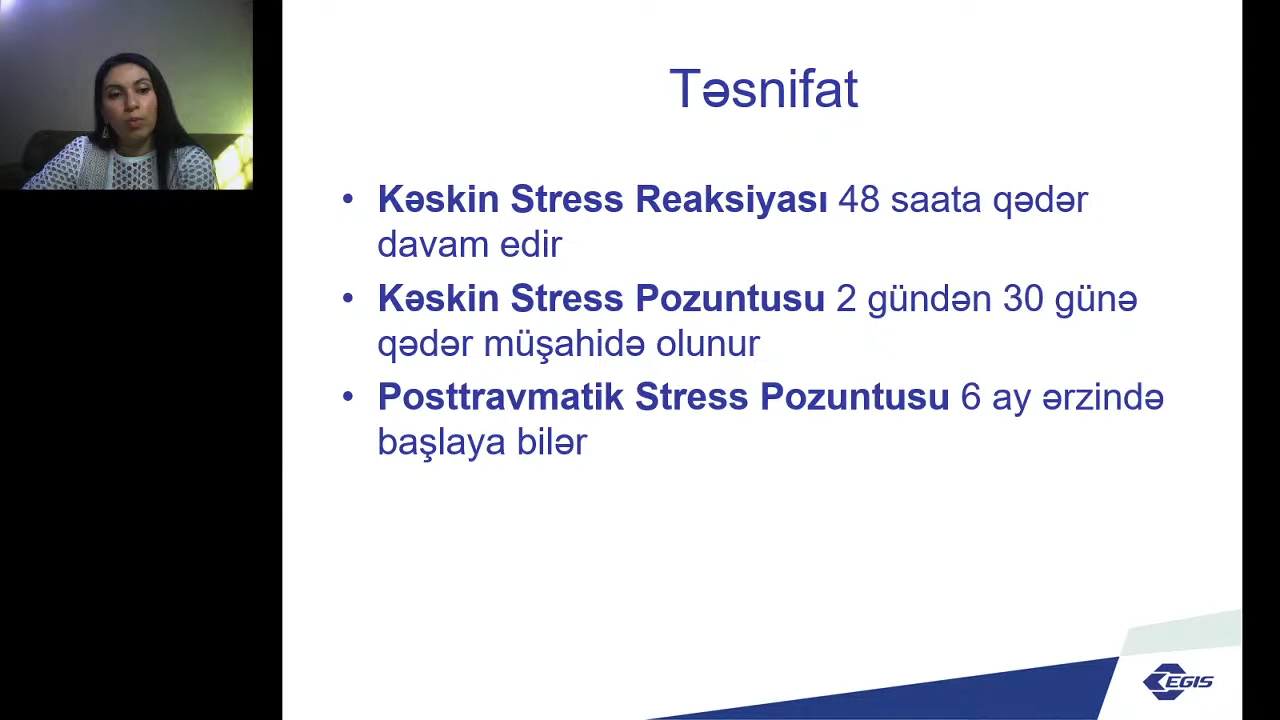 Təsnifat
• Kəskin Stress Reaksiyası 48 saata qədər
davam edir
• Kəskin Stress Pozuntusu 2 gündən 30 günə
qədər müşahidə olunur
• Posttravmatik Stress Pozuntusu 6 ay ərzində
başlaya bilər
EGIS